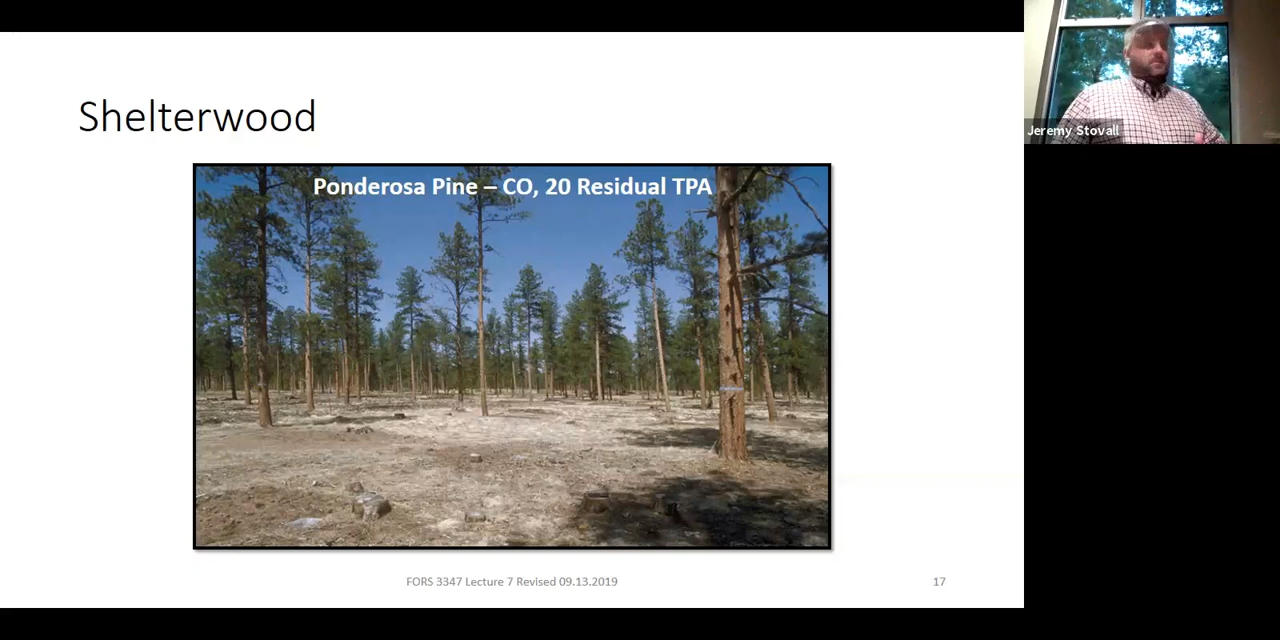 Shelterwood
Ponderosa Pine – CO, 20 Residual TPA
Jeremy Stovall
FORS 3347 Lecture 7 Revised 09.13.2019
17